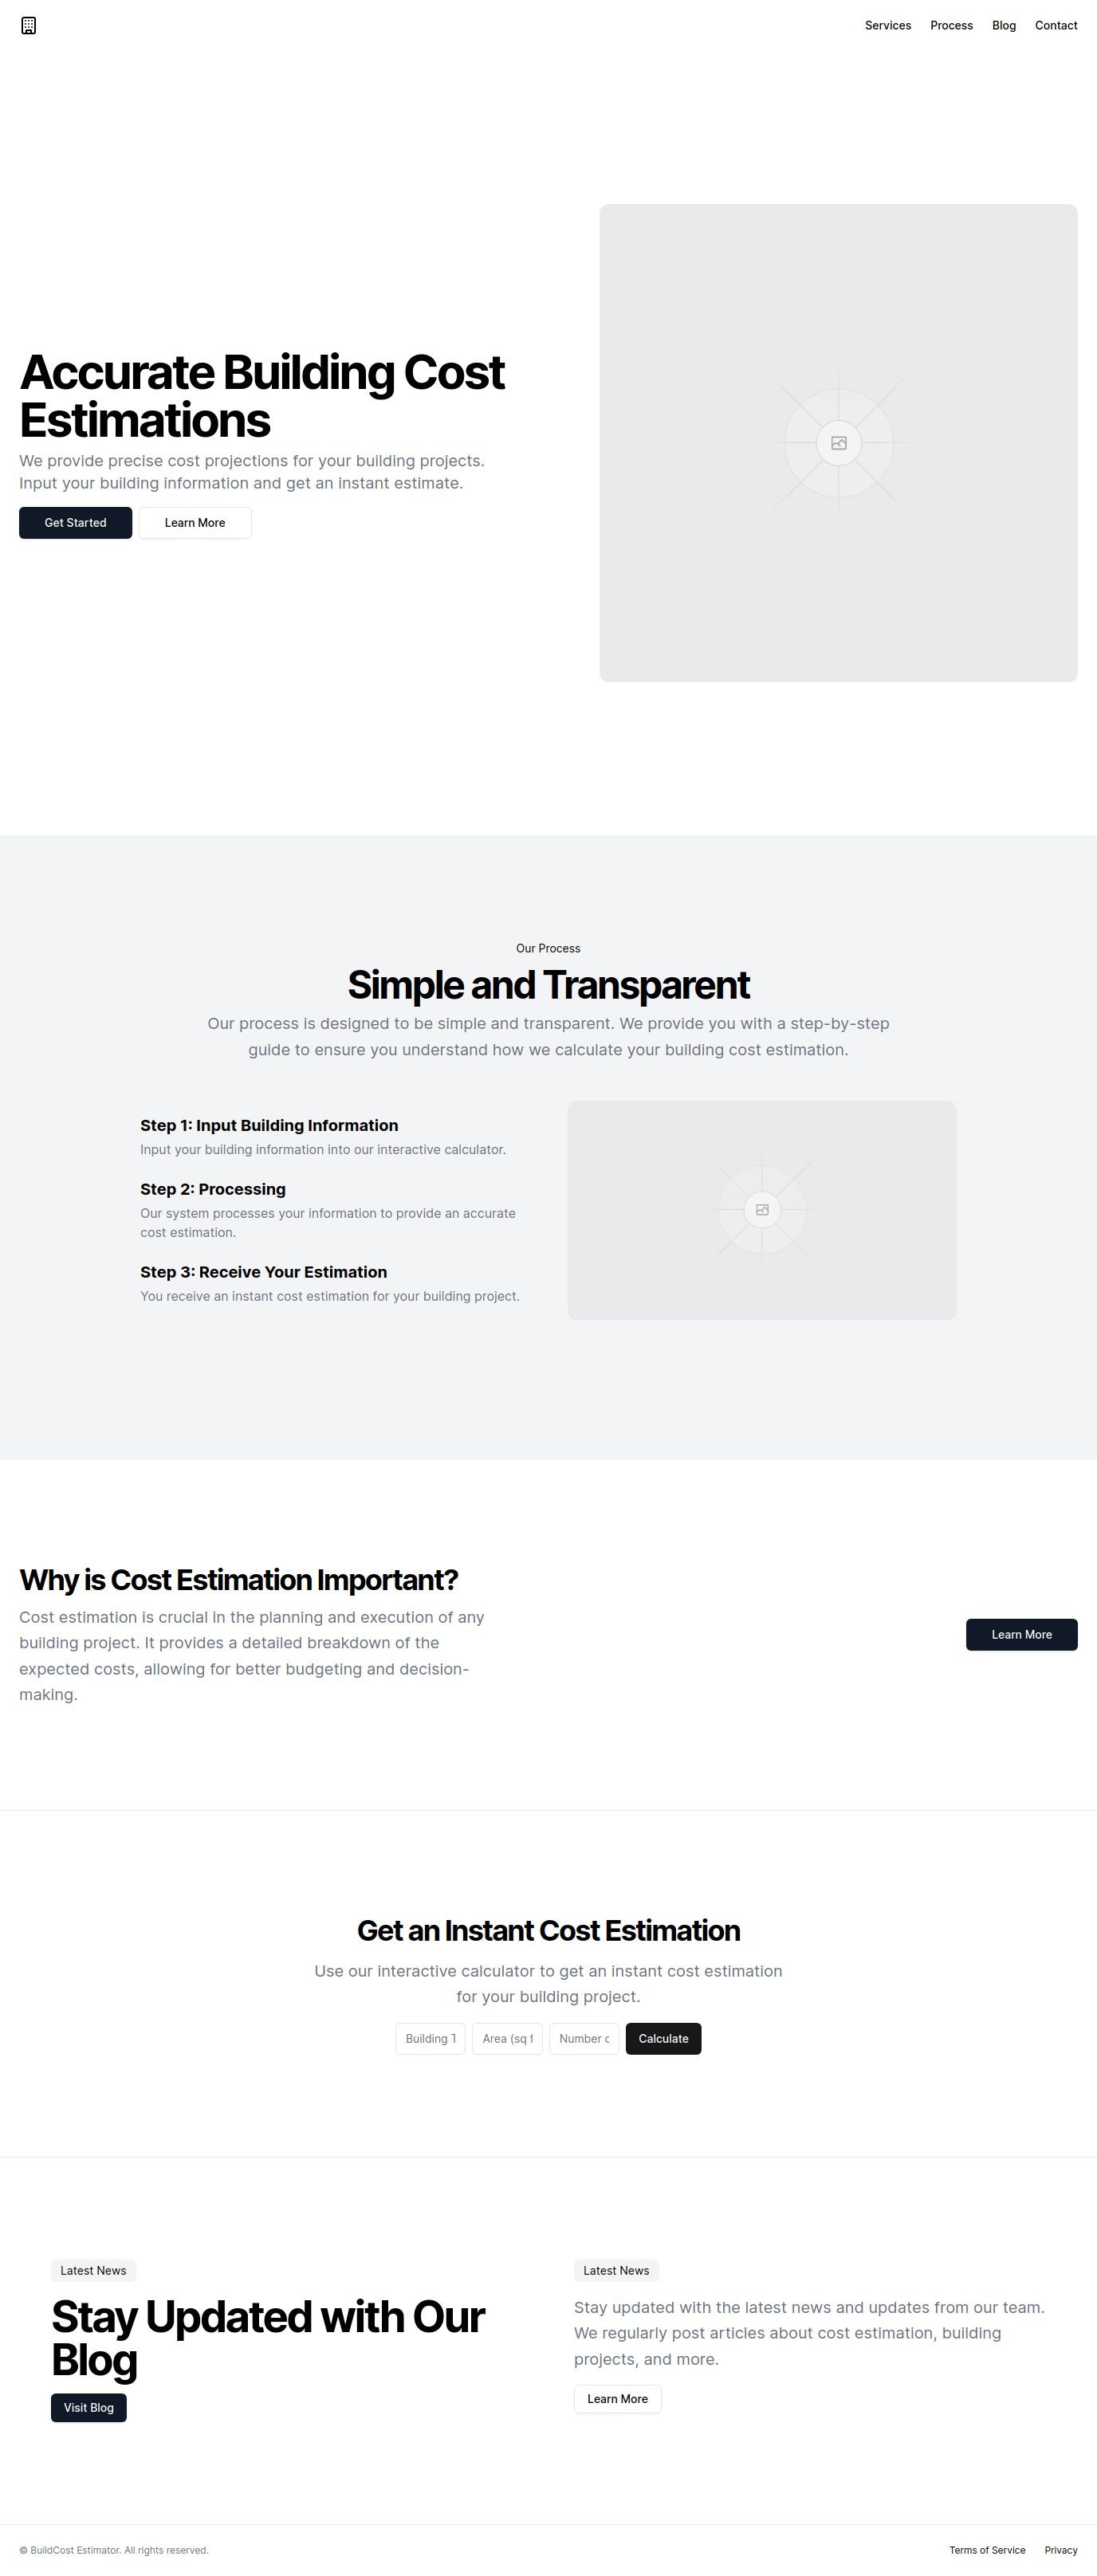 Services Process Blog Contact
Accurate Building Cost
Estimations
We provide precise cost projections for your building projects.
Input your building information and get an instant estimate.
Get Started Learn More
Our Process
Simple and Transparent
Our process is designed to be simple and transparent. We provide you with a step-by-step
guide to ensure you understand how we calculate your building cost estimation.
Step 1: Input Building Information
Input your building information into our interactive calculator.
Step 2: Processing
Our system processes your information to provide an accurate
cost estimation.
Step 3: Receive Your Estimation
You receive an instant cost estimation for your building project.
Why is Cost Estimation Important?
Cost estimation is crucial in the planning and execution of any
building project. It provides a detailed breakdown of the
expected costs, allowing for better budgeting and decision-
making.
Learn More
Get an Instant Cost Estimation
Use our interactive calculator to get an instant cost estimation
for your building project.
Building Area (sq Number Calculate
Latest News
Stay Updated with Our
Blog
Visit Blog
Latest News
Stay updated with the latest news and updates from our team.
We regularly post articles about cost estimation, building
projects, and more.
Learn More
© BuildCost Estimator. All rights reserved.
Terms of Service Privacy